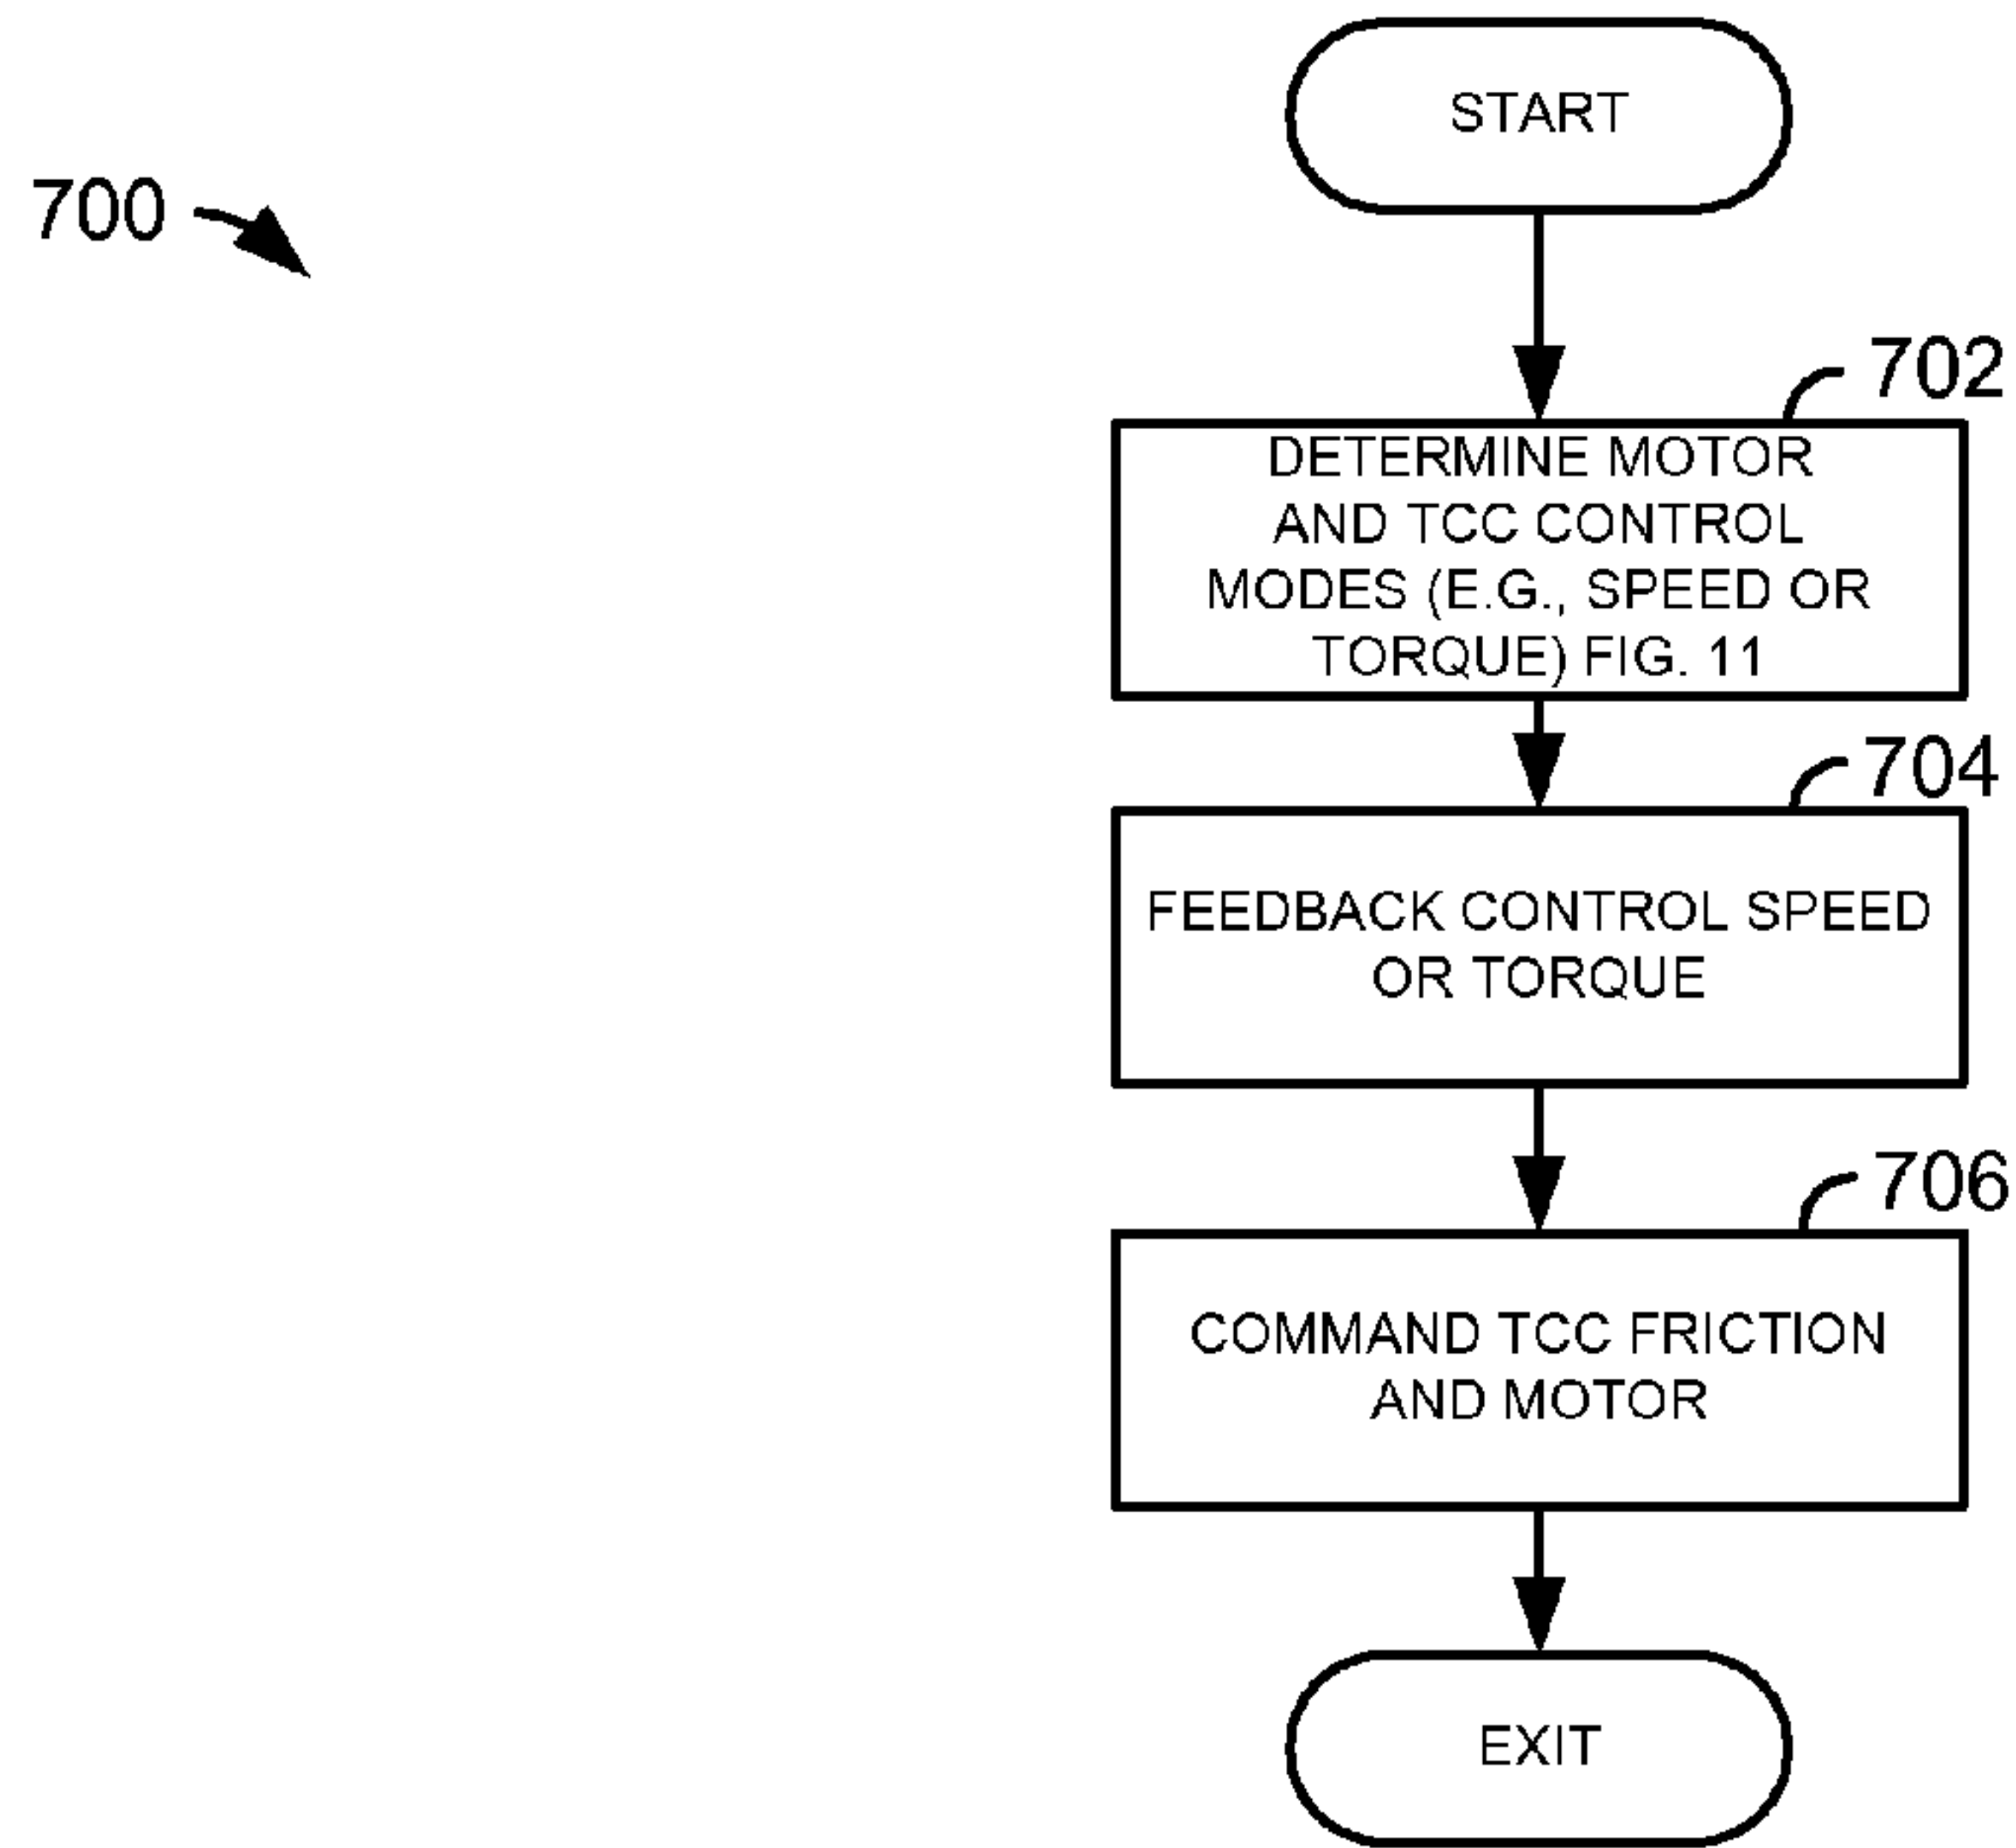 START
700
702
DETERMINE MOTOR
AND TCC CONTROL
MODES (E.G., SPEED OR
TORQUE) FIG. 11
704
FEEDBACK CONTROL SPEED
OR TORQUE
706
COMMAND TCC FRICTION
AND MOTOR
EXIT